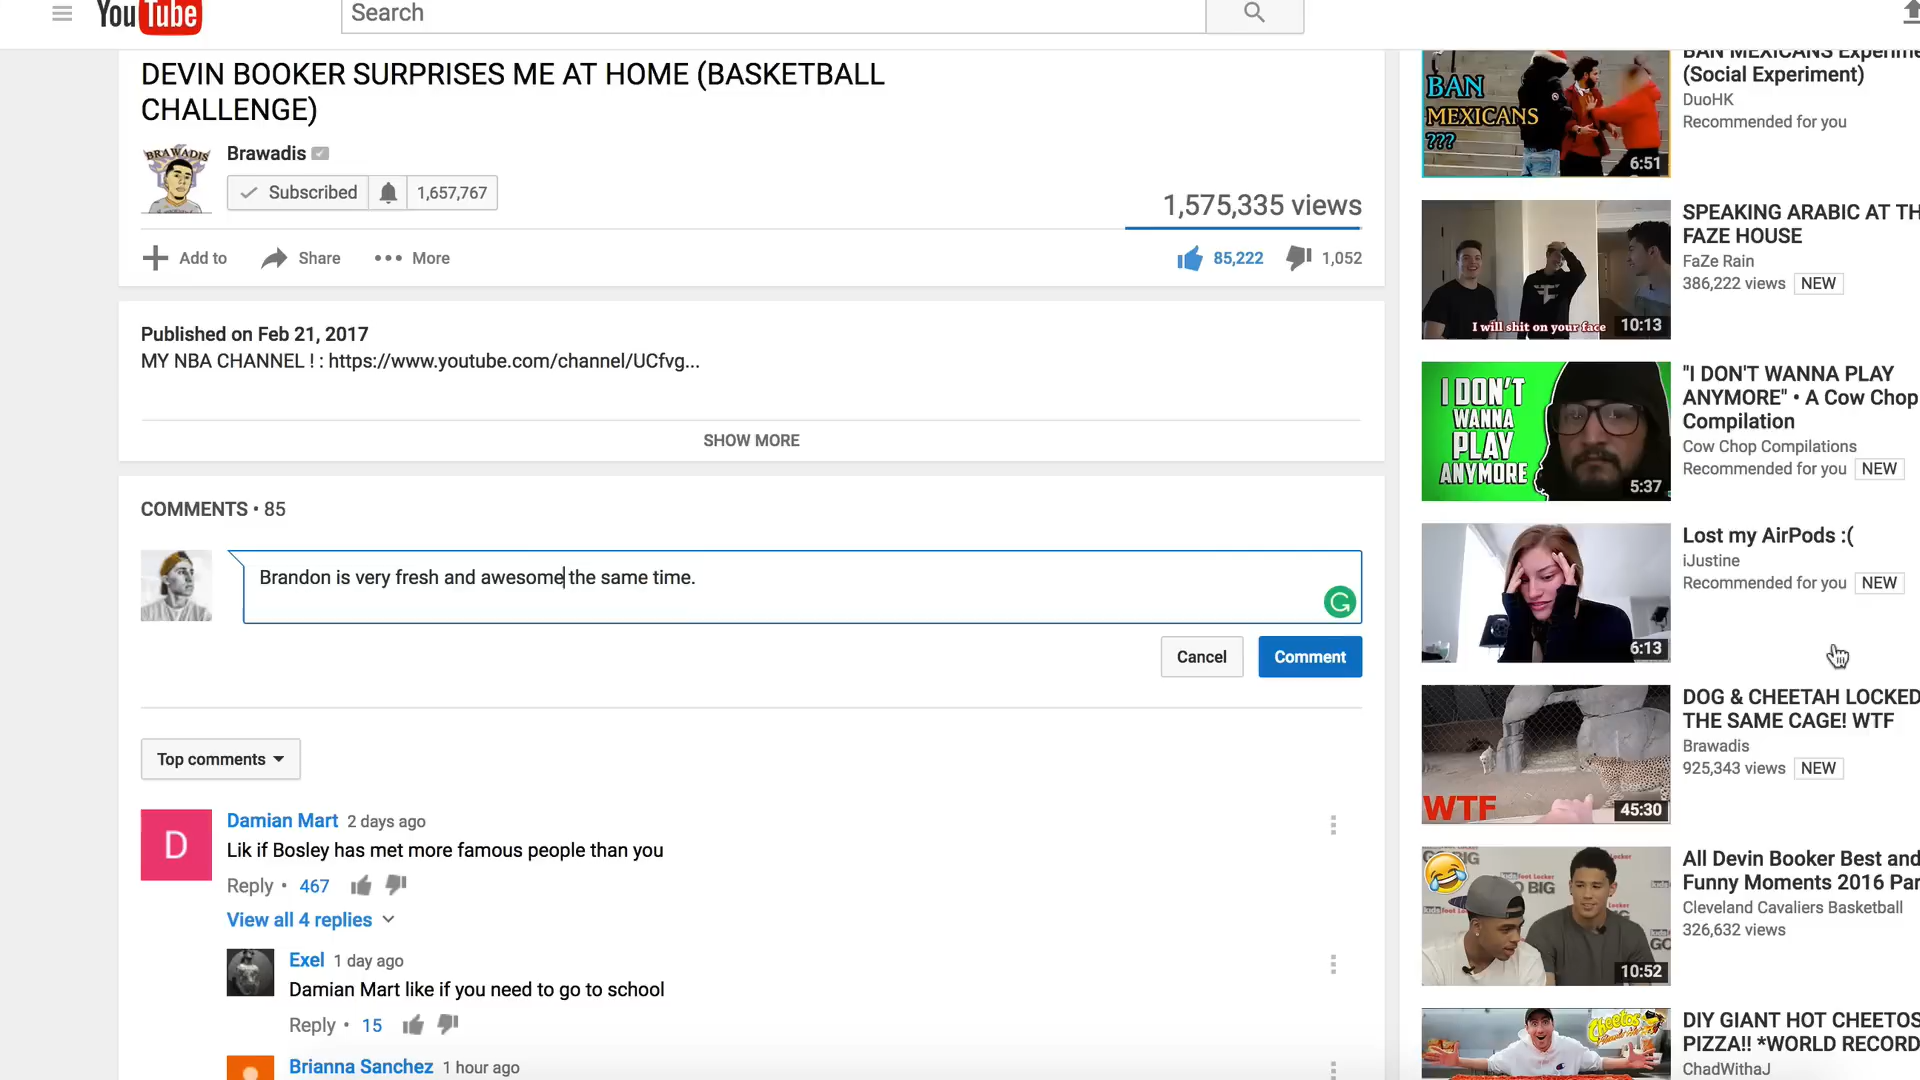 YouTube
Search
DEVIN BOOKER SURPRISES ME AT HOME (BASKETBALL
CHALLENGE)
BRAWADIS
Brawadis
Subscribed
1,657,767
1,575,335 views
Add to
Share
More
85,222
1,052
Published on Feb 21, 2017
MY NBA CHANNEL ! : https://www.youtube.com/channel/UCfvg...
SHOW MORE
COMMENTS • 85
Brandon is very fresh and awesome the same time.
Cancel
Comment
Top comments
D
Damian Mart 2 days ago
Lik if Bosley has met more famous people than you
Reply • 467
View all 4 replies
Exel 1 day ago
Damian Mart like if you need to go to school
Reply • 15
Brianna Sanchez 1 hour ago
BAN
MEXICANS
???
6:51
BAN MEXICANS Experime
(Social Experiment)
DuoHK
Recommended for you
I will shit on your face
10:13
SPEAKING ARABIC AT TH
FAZE HOUSE
FaZe Rain
386,222 views NEW
I DON'T
WANNA
PLAY
ANYMORE
5:37
"I DON'T WANNA PLAY
ANYMORE" • A Cow Chop
Compilation
Cow Chop Compilations
Recommended for you NEW
6:13
Lost my AirPods :(
iJustine
Recommended for you NEW
WTF
45:30
DOG & CHEETAH LOCKED
THE SAME CAGE! WTF
Brawadis
925,343 views NEW
10:52
All Devin Booker Best and
Funny Moments 2016 Par
Cleveland Cavaliers Basketball
326,632 views
Cheetos
DIY GIANT HOT CHEETOS
PIZZA!! *WORLD RECORD
ChadWithaJ